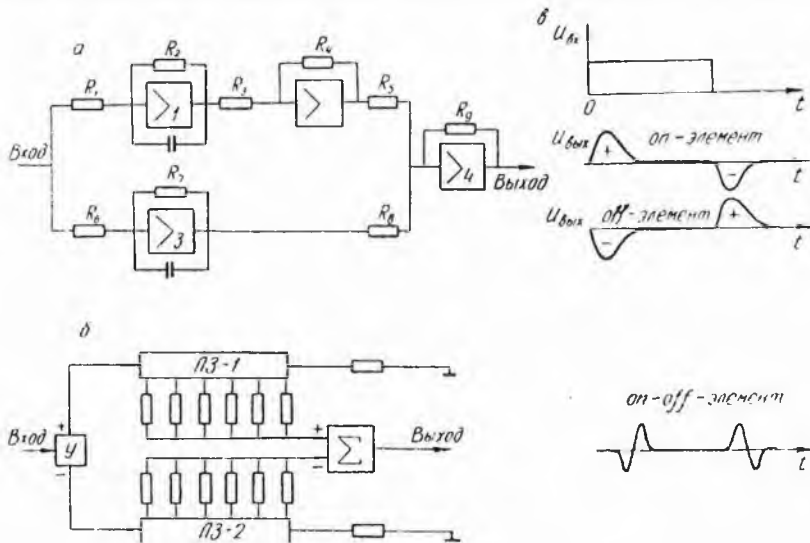 а
R₁
R₂
1
R₃
R₄
R₅
Вход
R₆
R₇
3
R₈
R₉
4
Выход
в
Uвх
0
t
Uвых
on-элемент
+
−
t
Uвых
off-элемент
−
+
t
б
Вход
У
+
−
ЛЗ-1
ЛЗ-2
+
−
Σ
Выход
on-off-элемент
t